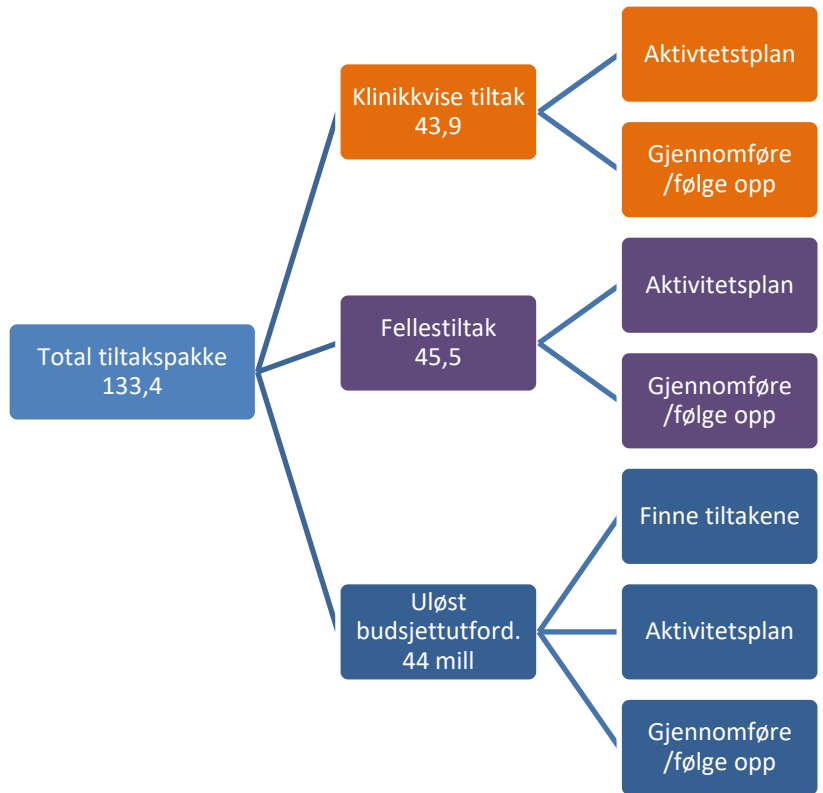 Total tiltakspakke
133,4
Klinikkvise tiltak
43,9
Aktivtetstplan
Gjennomføre
/følge opp
Fellestiltak
45,5
Aktivitetsplan
Gjennomføre
/følge opp
Uløst
budsjettutford.
44 mill
Finne tiltakene
Aktivitetsplan
Gjennomføre
/følge opp